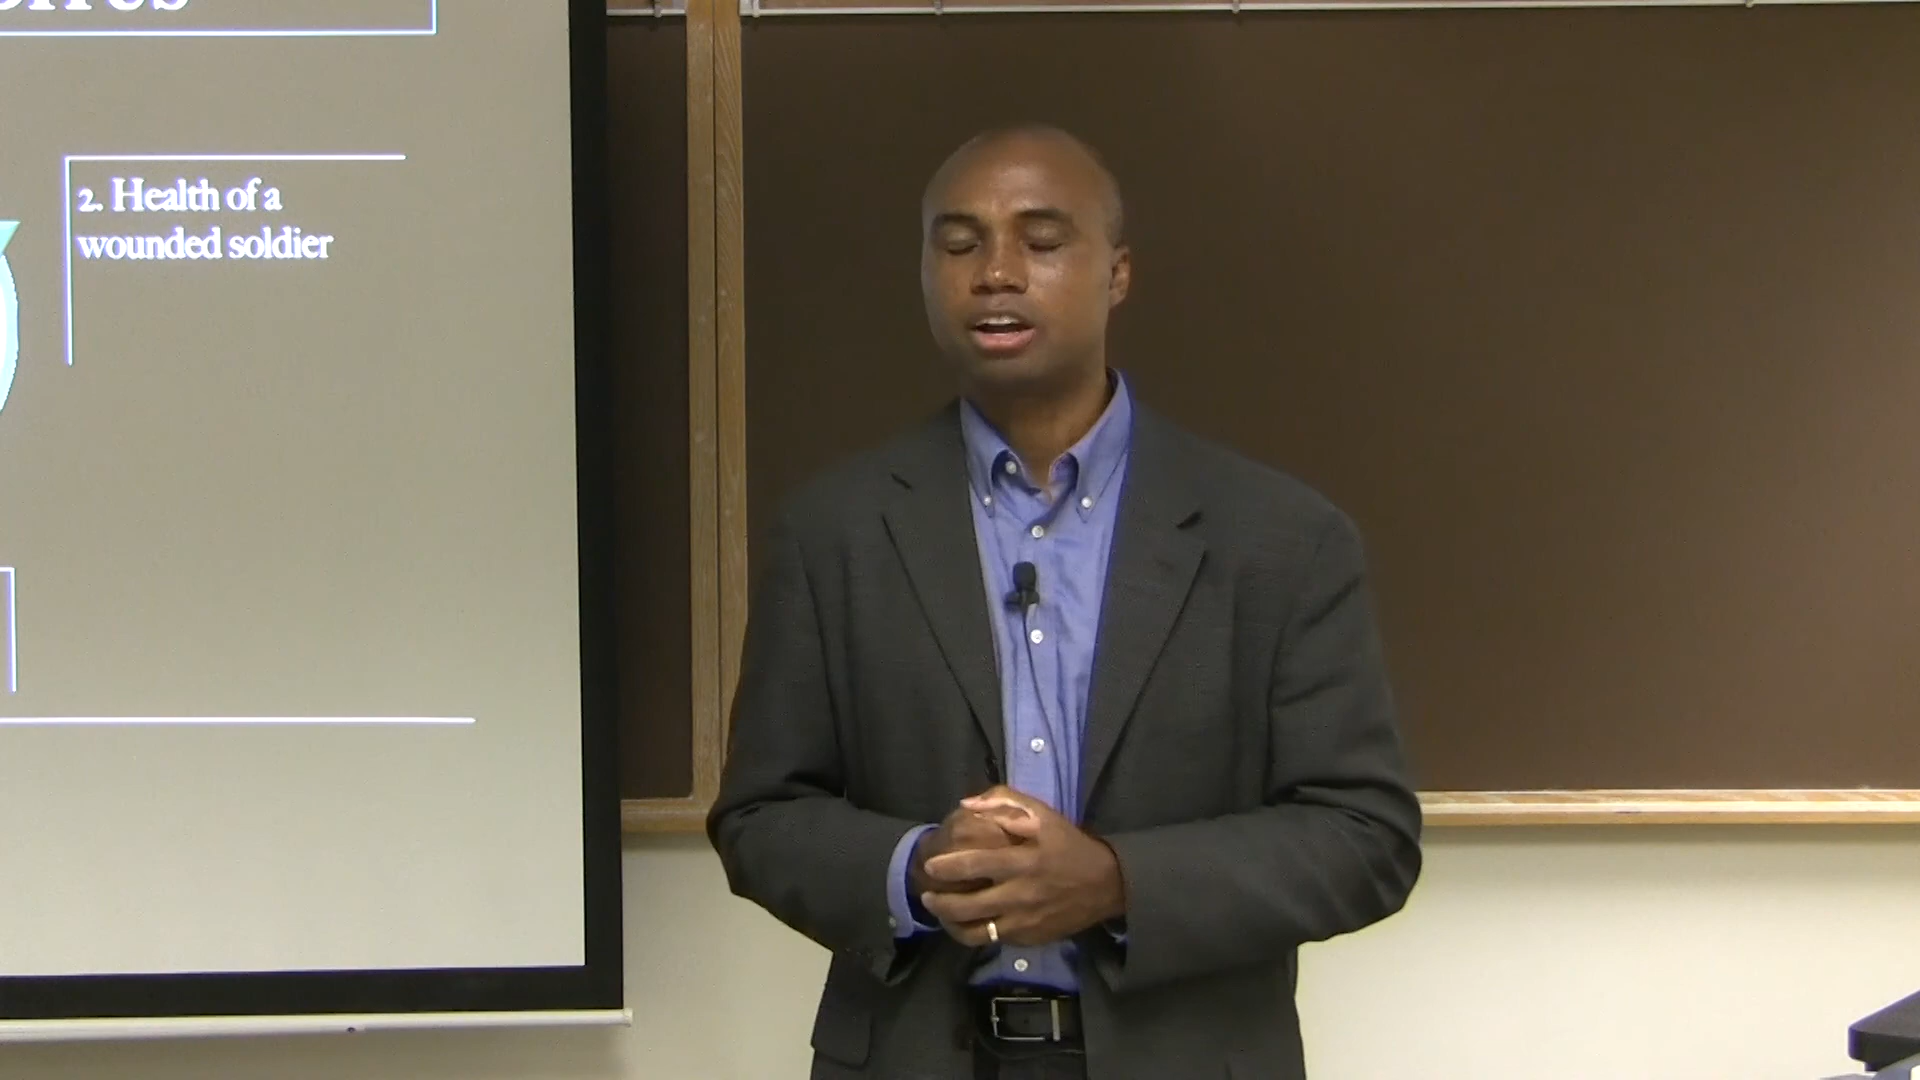 2. Health of a
wounded soldier